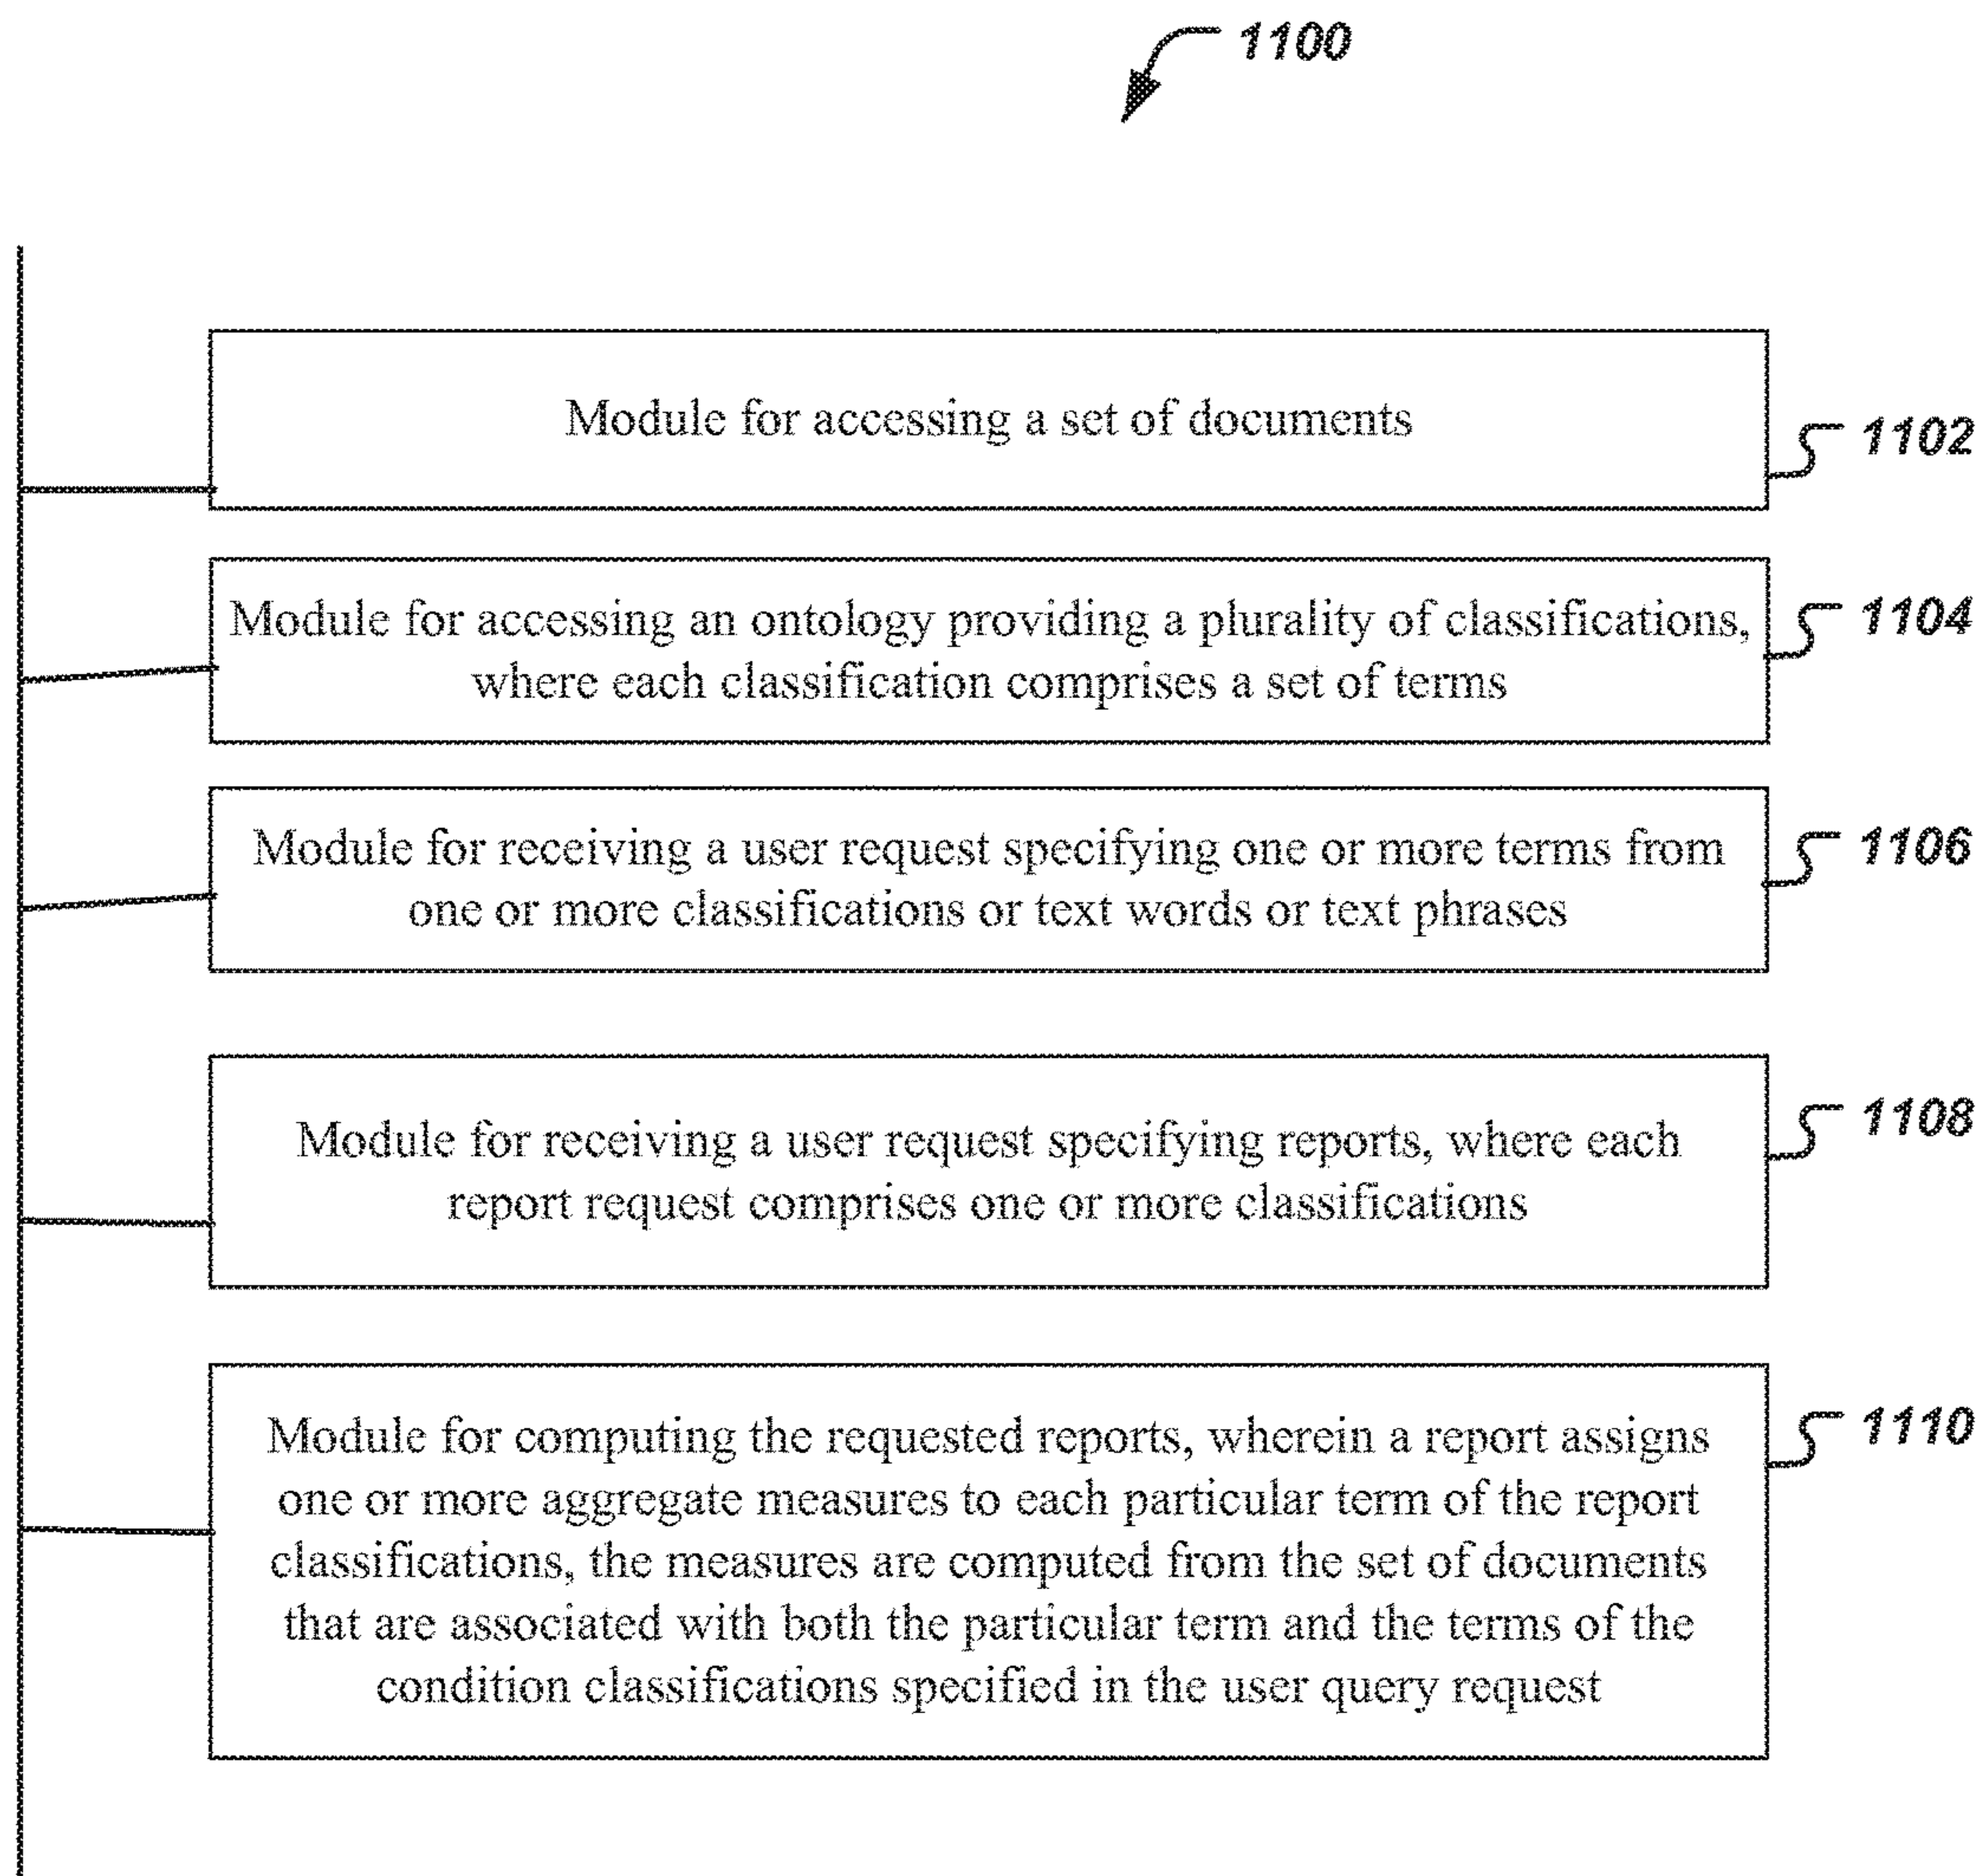 1100
Module for accessing a set of documents
1102
Module for accessing an ontology providing a plurality of classifications,
where each classification comprises a set of terms
1104
Module for receiving a user request specifying one or more terms from
one or more classifications or text words or text phrases
1106
Module for receiving a user request specifying reports, where each
report request comprises one or more classifications
1108
Module for computing the requested reports, wherein a report assigns
one or more aggregate measures to each particular term of the report
classifications, the measures are computed from the set of documents
that are associated with both the particular term and the terms of the
condition classifications specified in the user query request
1110